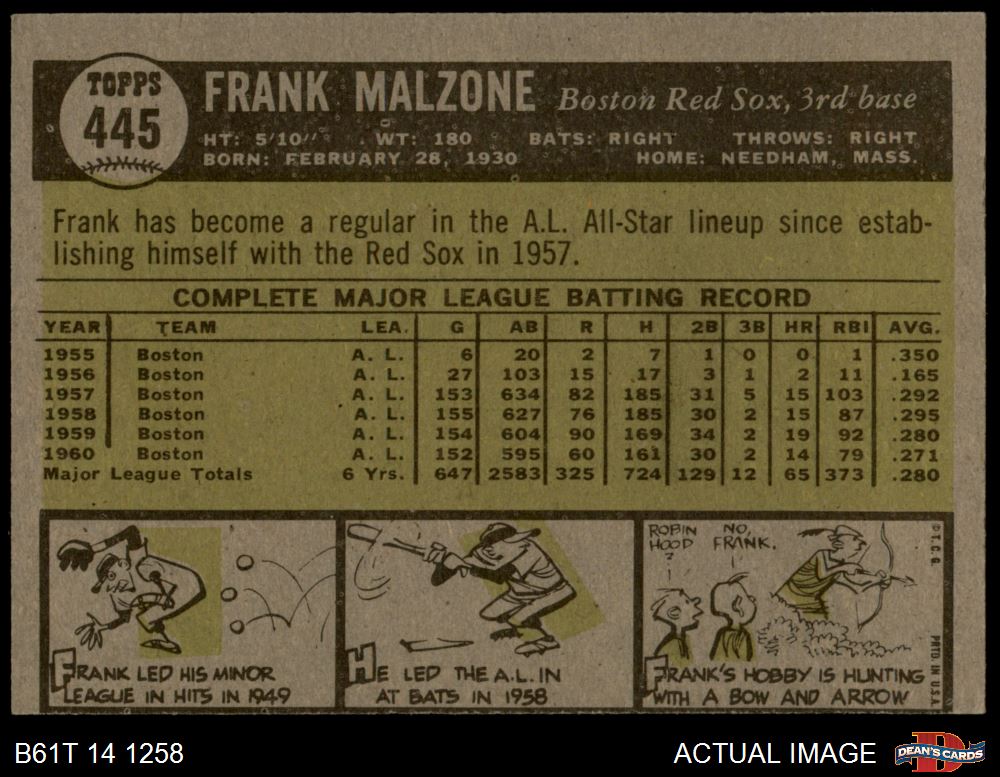 TOPPS
445
FRANK MALZONE Boston Red Sox, 3rd base
HT: 5'10" WT: 180 BATS: RIGHT THROWS: RIGHT
BORN: FEBRUARY 28, 1930 HOME: NEEDHAM, MASS.
Frank has become a regular in the A.L. All-Star lineup since estab-
lishing himself with the Red Sox in 1957.
COMPLETE MAJOR LEAGUE BATTING RECORD
YEAR TEAM LEA. G AB R H 2B 3B HR RBI AVG.
1955 Boston A. L. 6 20 2 7 1 0 0 1 .350
1956 Boston A. L. 27 103 15 17 3 1 2 11 .165
1957 Boston A. L. 153 634 82 185 31 5 15 103 .292
1958 Boston A. L. 155 627 76 185 30 2 15 87 .295
1959 Boston A. L. 154 604 90 169 34 2 19 92 .280
1960 Boston A. L. 152 595 60 161 30 2 14 79 .271
Major League Totals 6 Yrs. 647 2583 325 724 129 12 65 373 .280
FRANK LED HIS MINOR
LEAGUE IN HITS IN 1949
HE LED THE A.L. IN
AT BATS IN 1958
ROBIN
HOOD
?
NO,
FRANK.
FRANK'S HOBBY IS HUNTING
WITH A BOW AND ARROW
© T. C. G.
PRTD. IN U.S.A.
B61T 14 1258
ACTUAL IMAGE
D
DEAN'S CARDS